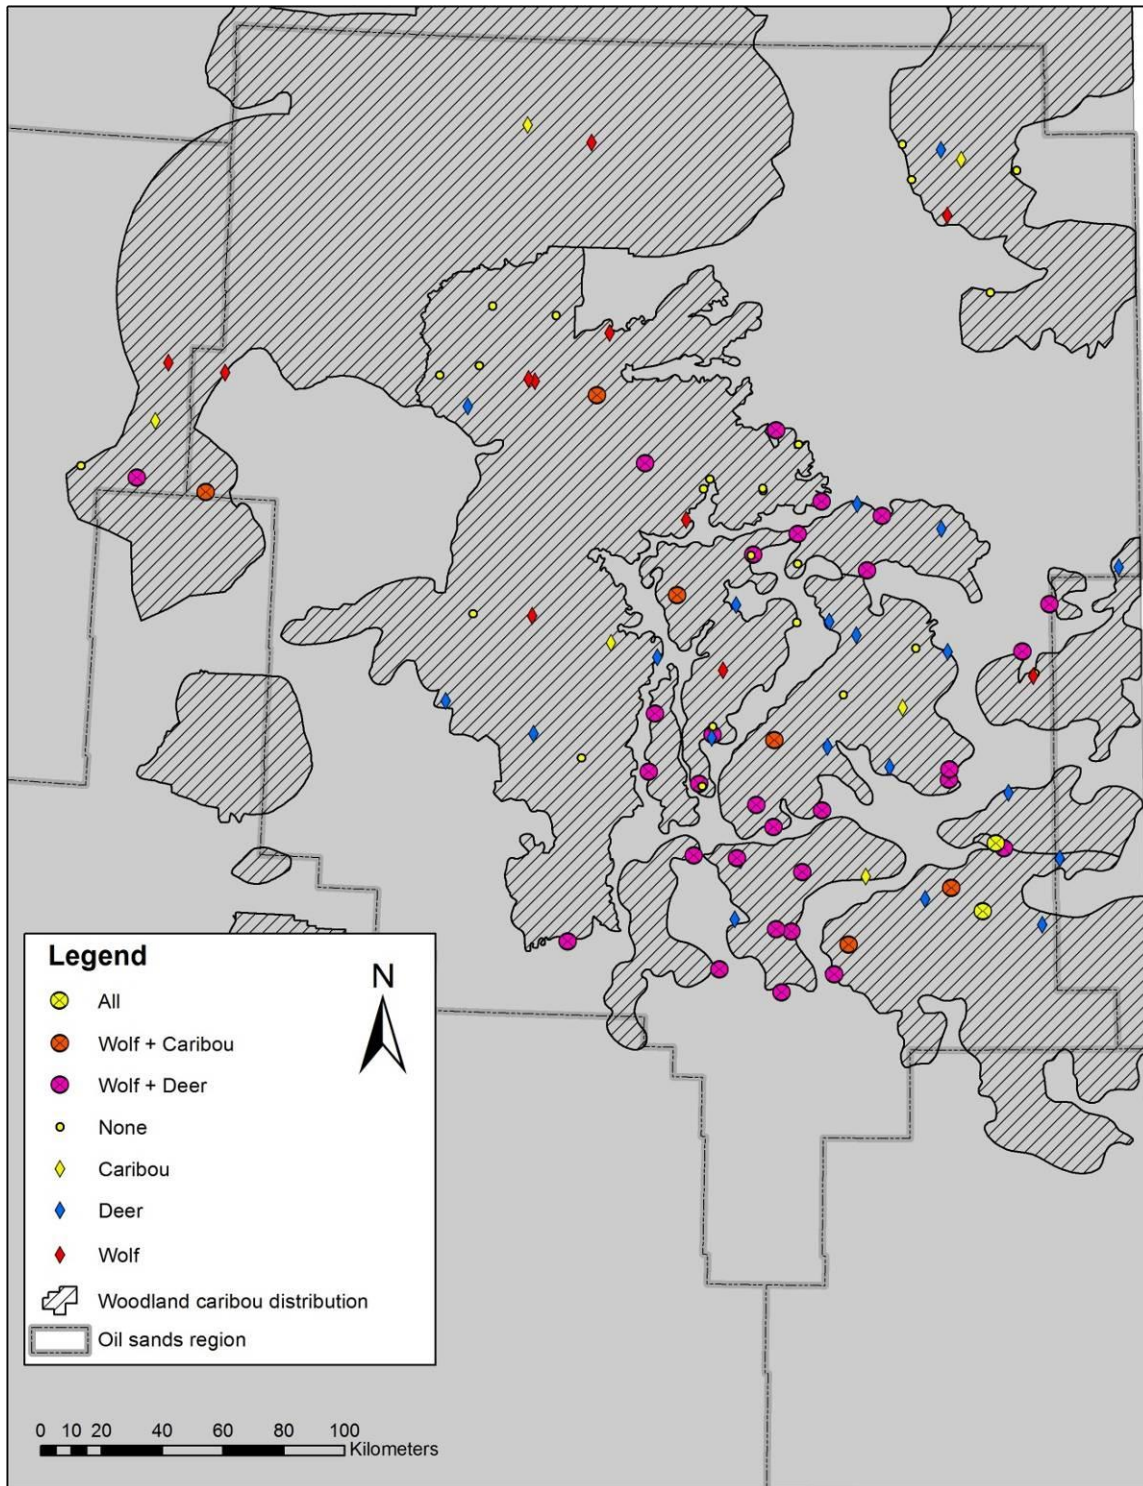 Legend
N
All
Wolf + Caribou
Wolf + Deer
None
Caribou
Deer
Wolf
Woodland caribou distribution
Oil sands region
0 10 20 40 60 80 100
Kilometers